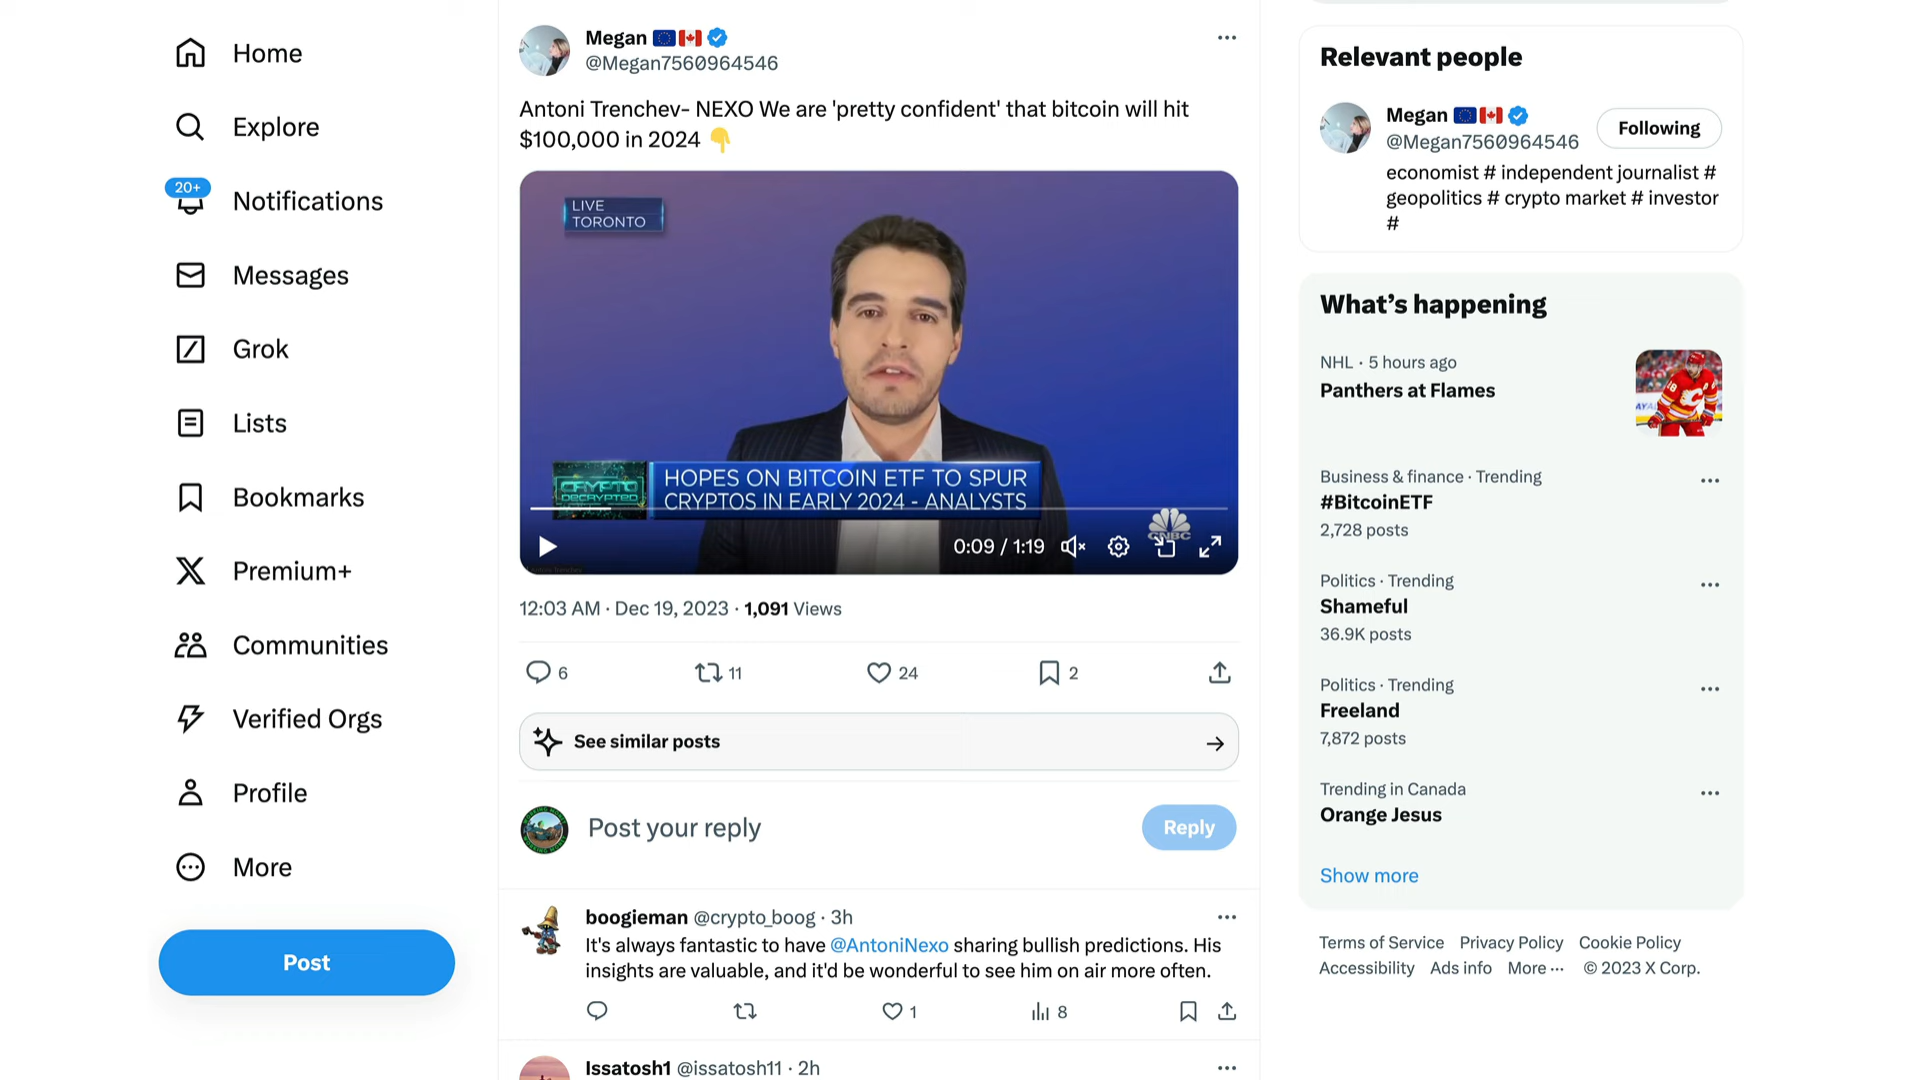 Home
Explore
20+
Notifications
Messages
Grok
Lists
Bookmarks
Premium+
Communities
Verified Orgs
Profile
More
Post
Megan
@Megan7560964546
Antoni Trenchev- NEXO We are 'pretty confident' that bitcoin will hit
$100,000 in 2024
LIVE
TORONTO
CRYPTO
DECRYPTED
HOPES ON BITCOIN ETF TO SPUR
CRYPTOS IN EARLY 2024 - ANALYSTS
CNBC
0:09 / 1:19
12:03 AM · Dec 19, 2023 · 1,091 Views
6
11
24
2
See similar posts
Post your reply
Reply
boogieman @crypto_boog · 3h
It's always fantastic to have @AntoniNexo sharing bullish predictions. His
insights are valuable, and it'd be wonderful to see him on air more often.
1
8
Issatosh1 @issatosh11 · 2h
Relevant people
Megan
@Megan7560964546
Following
economist # independent journalist #
geopolitics # crypto market # investor
#
What's happening
NHL · 5 hours ago
Panthers at Flames
Business & finance · Trending
#BitcoinETF
2,728 posts
Politics · Trending
Shameful
36.9K posts
Politics · Trending
Freeland
7,872 posts
Trending in Canada
Orange Jesus
Show more
Terms of Service Privacy Policy Cookie Policy
Accessibility Ads info More ··· © 2023 X Corp.